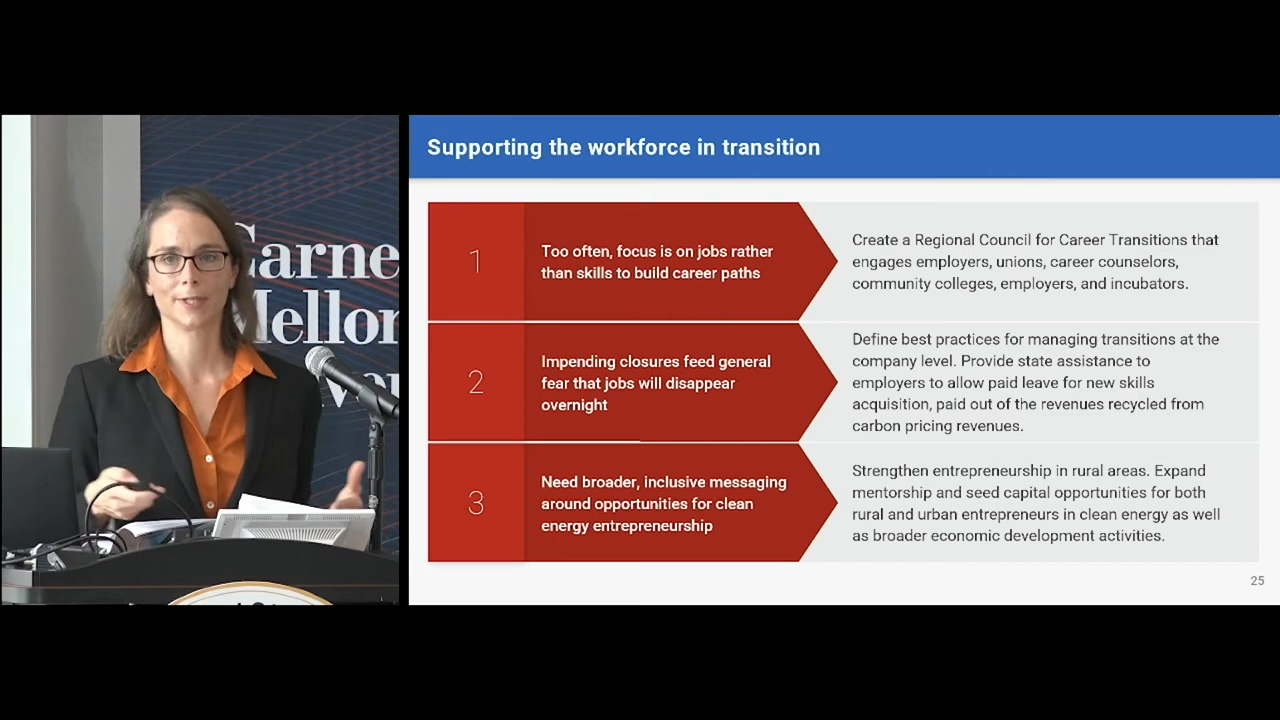 Carne
Mellon
Supporting the workforce in transition
1
Too often, focus is on jobs rather
than skills to build career paths
Create a Regional Council for Career Transitions that
engages employers, unions, career counselors,
community colleges, employers, and incubators.
2
Impending closures feed general
fear that jobs will disappear
overnight
Define best practices for managing transitions at the
company level. Provide state assistance to
employers to allow paid leave for new skills
acquisition, paid out of the revenues recycled from
carbon pricing revenues.
3
Need broader, inclusive messaging
around opportunities for clean
energy entrepreneurship
Strengthen entrepreneurship in rural areas. Expand
mentorship and seed capital opportunities for both
rural and urban entrepreneurs in clean energy as well
as broader economic development activities.
25